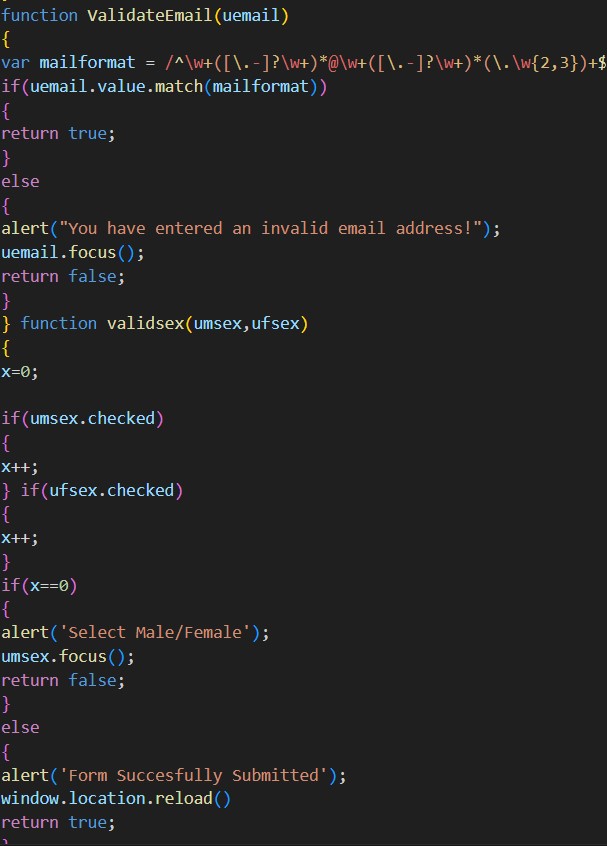 function ValidateEmail(uemail)
{
var mailformat = /^\w+([\.-]?\w+)*@\w+([\.-]?\w+)*(\.\w{2,3})+$
if(uemail.value.match(mailformat))
{
return true;
}
else
{
alert("You have entered an invalid email address!");
uemail.focus();
return false;
}
} function validsex(umsex,ufsex)
{
x=0;
if(umsex.checked)
{
x++;
} if(ufsex.checked)
{
x++;
}
if(x==0)
{
alert('Select Male/Female');
umsex.focus();
return false;
}
else
{
alert('Form Succesfully Submitted');
window.location.reload()
return true;
}